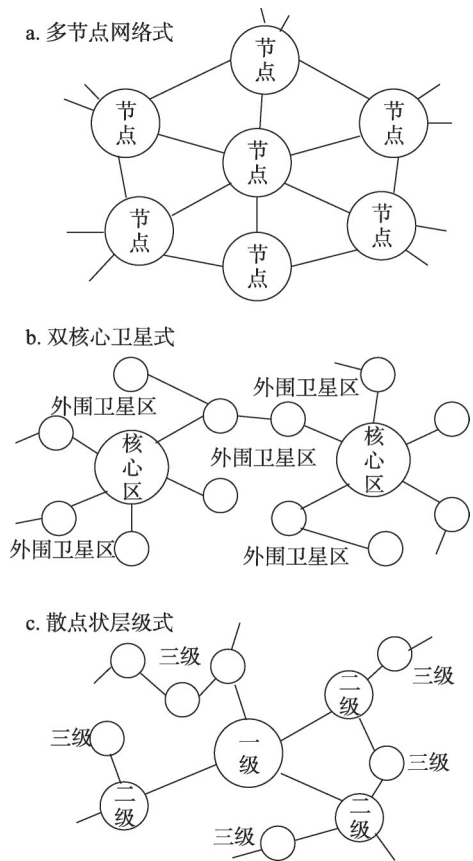 a. 多节点网络式
节点
节点
节点
节点
节点
节点
节点
b. 双核心卫星式
外围卫星区
外围卫星区
核心区
外围卫星区
核心区
外围卫星区
外围卫星区
c. 散点状层级式
三级
三级
二级
三级
一级
三级
二级
二级
三级